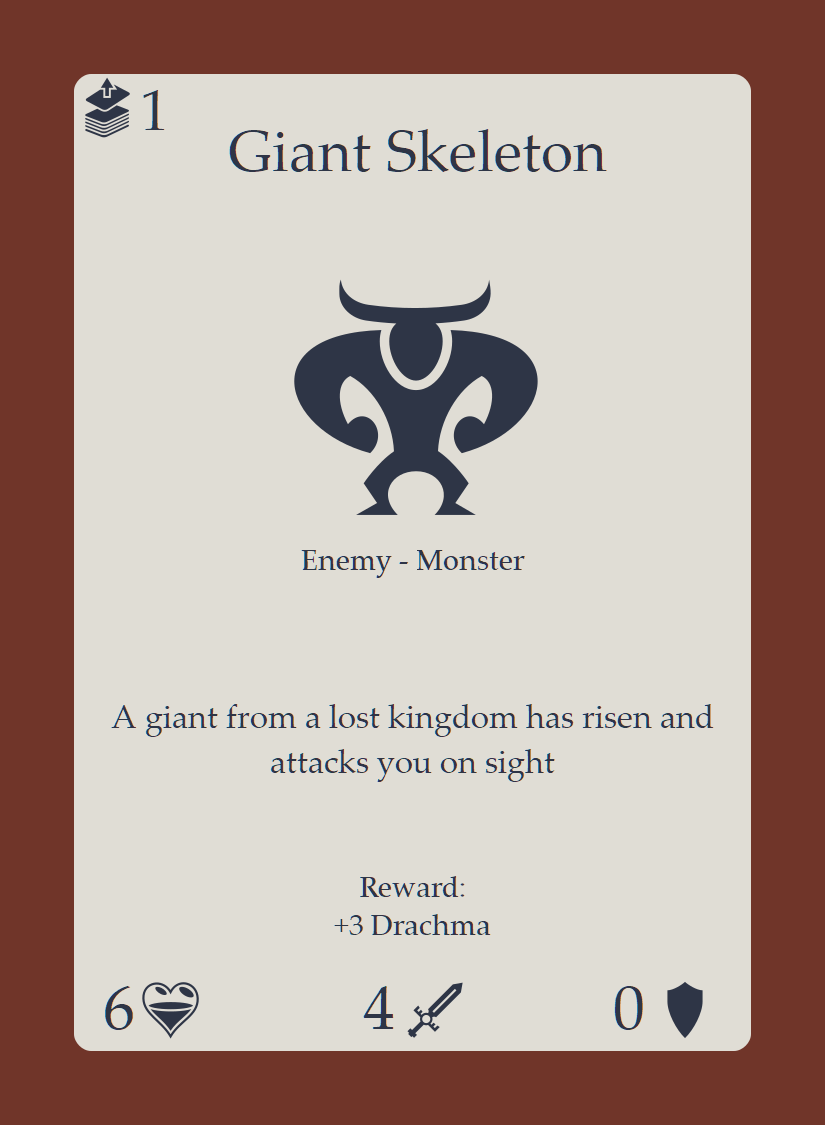 1
Giant Skeleton
Enemy - Monster
A giant from a lost kingdom has risen and
attacks you on sight
Reward:
+3 Drachma
6 4 0